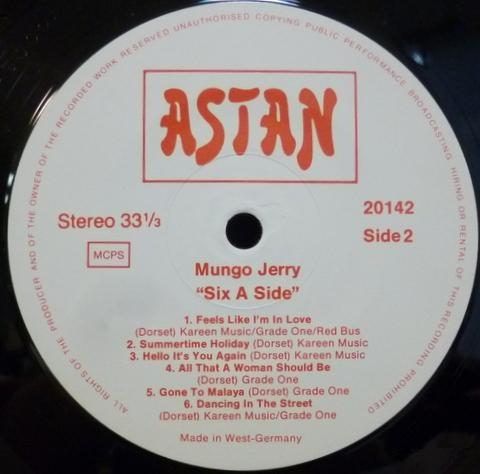 ALL RIGHTS OF THE PRODUCER AND OF THE OWNER OF THE RECORDED WORK RESERVED UNAUTHORISED COPYING PUBLIC PERFORMANCE BROADCASTING HIRING OR RENTAL OF THIS RECORDING PROHIBITED
ASTAN
Stereo 33 1/3
20142
MCPS
Side 2
Mungo Jerry
"Six A Side"
1. Feels Like I'm In Love
(Dorset) Kareen Music/Grade One/Red Bus
2. Summertime Holiday (Dorset) Kareen Music
3. Hello It's You Again (Dorset) Kareen Music
4. All That A Woman Should Be
(Dorset) Grade One
5. Gone To Malaya (Dorset) Grade One
6. Dancing In The Street
(Dorset) Kareen Music/Grade One
Made in West-Germany